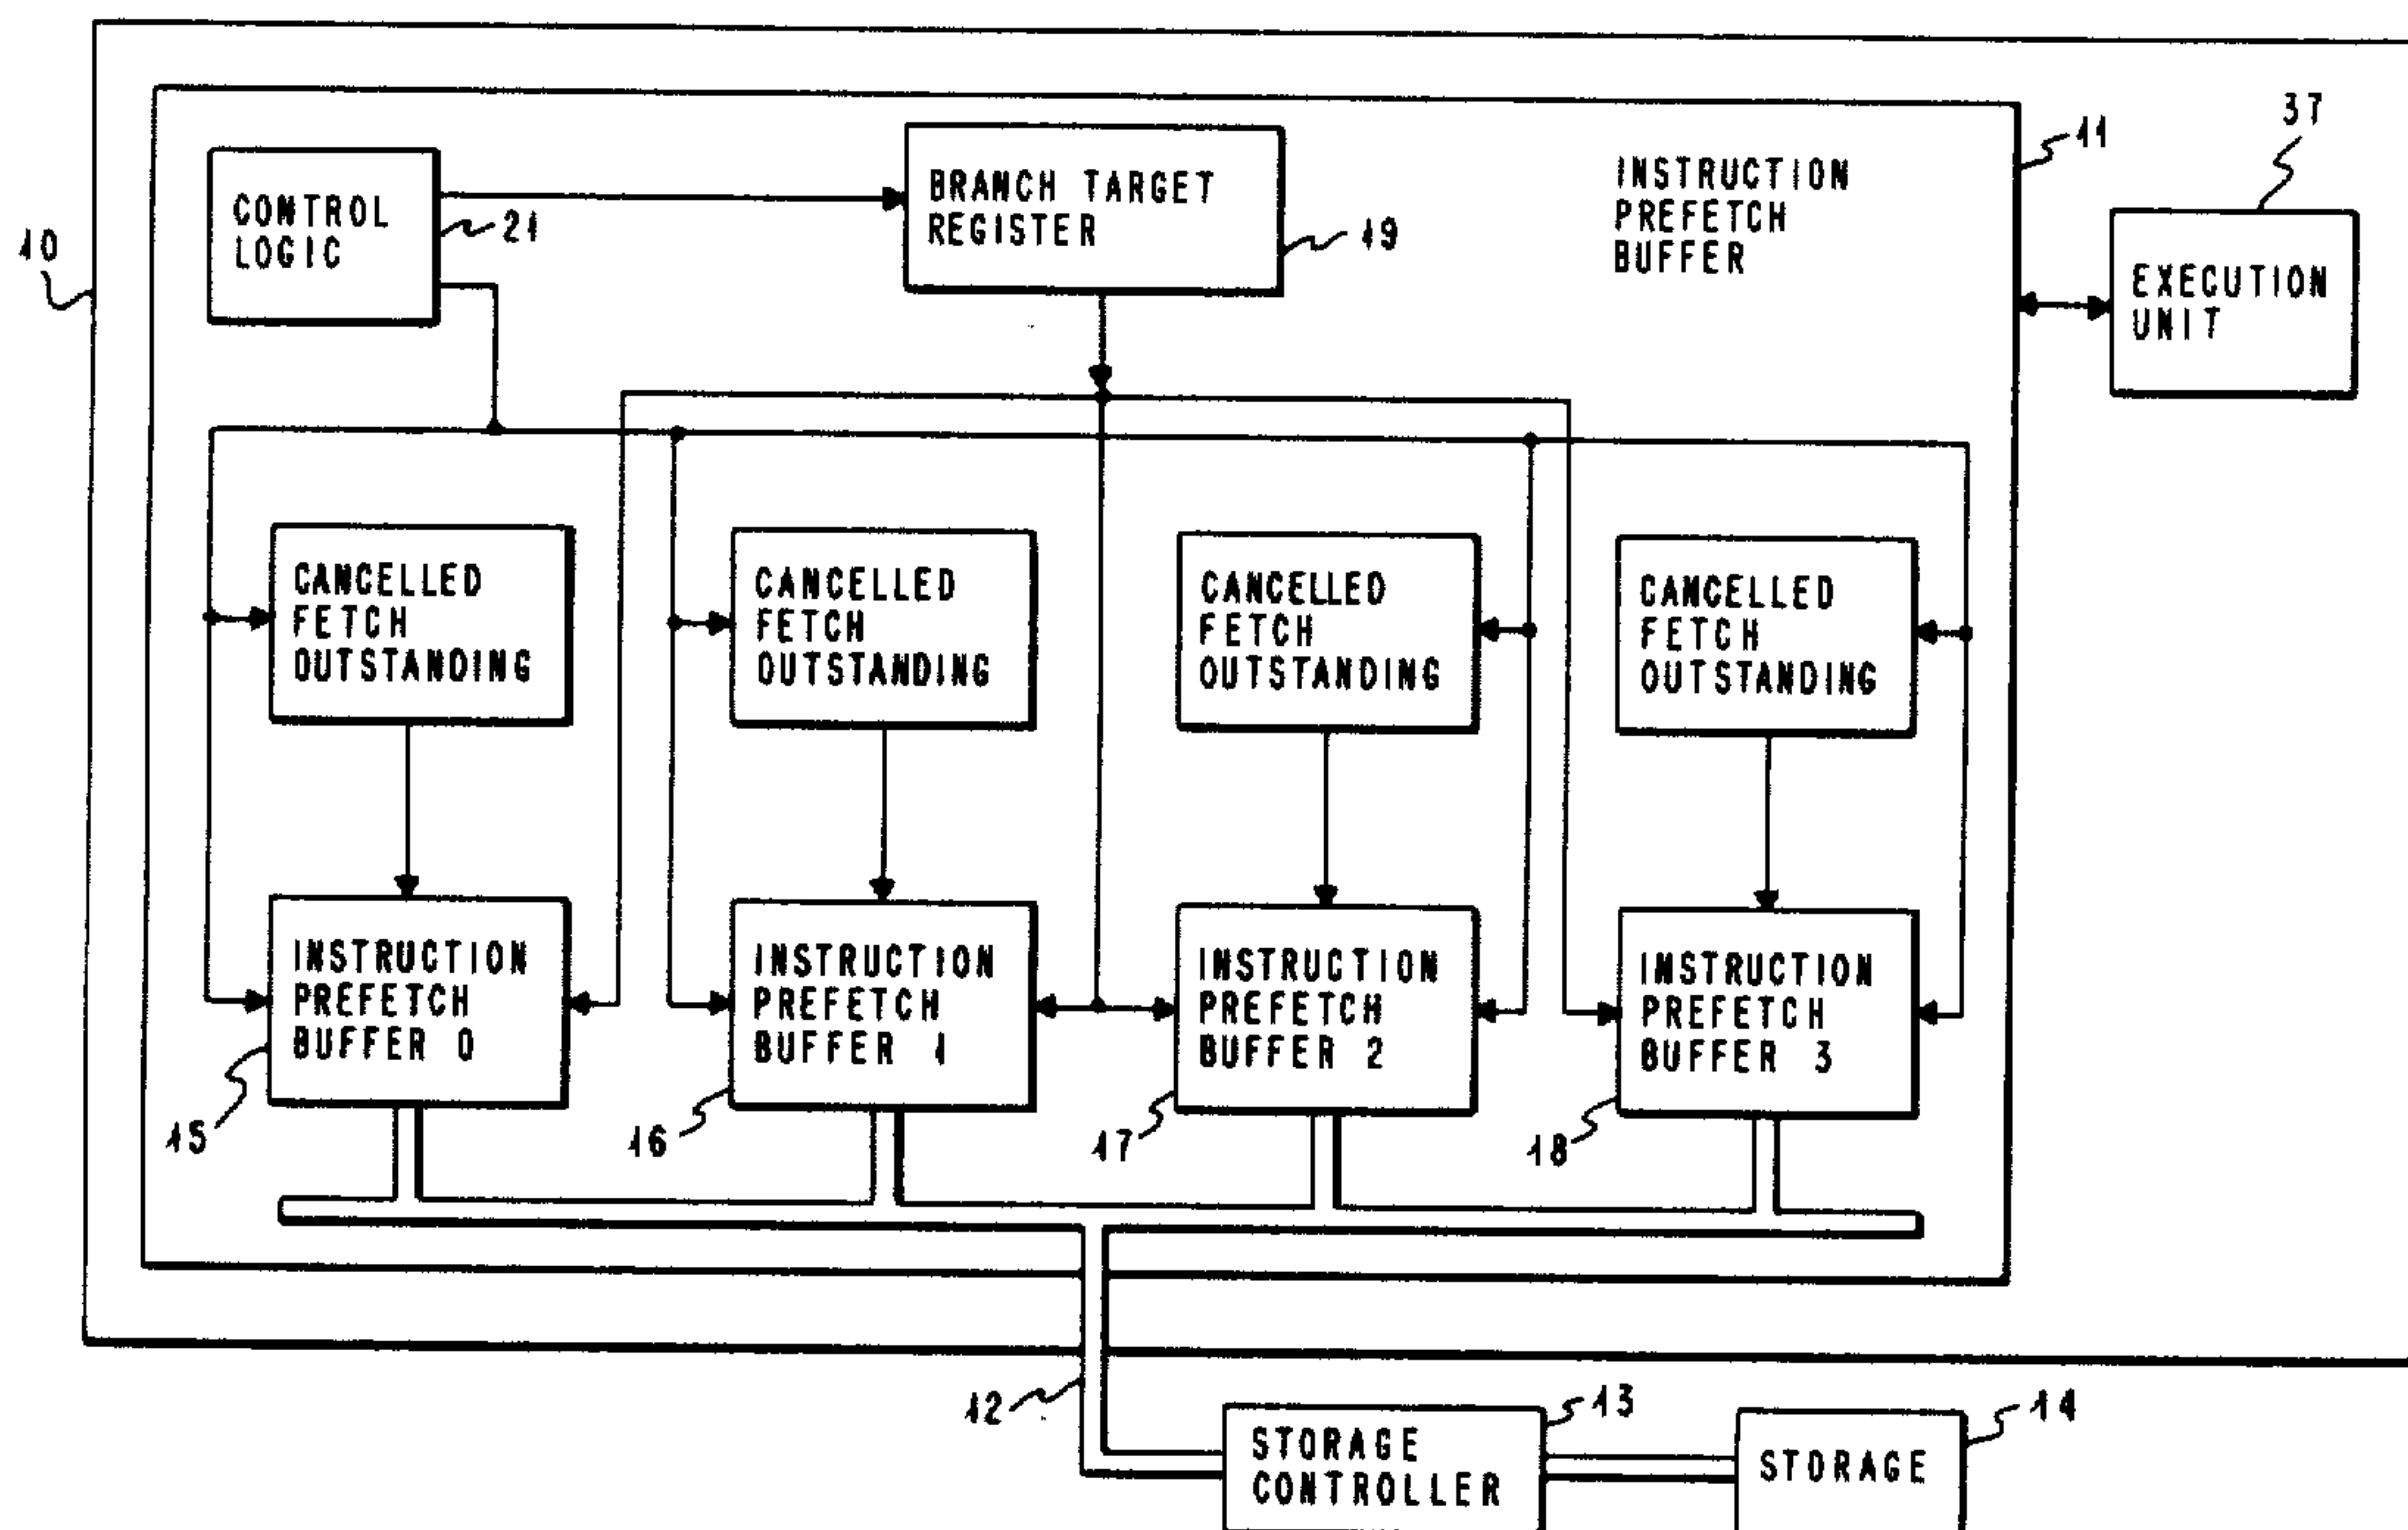 10
CONTROL
LOGIC
21
BRANCH TARGET
REGISTER
19
INSTRUCTION
PREFETCH
BUFFER
11
37
EXECUTION
UNIT
CANCELLED
FETCH
OUTSTANDING
CANCELLED
FETCH
OUTSTANDING
CANCELLED
FETCH
OUTSTANDING
CANCELLED
FETCH
OUTSTANDING
INSTRUCTION
PREFETCH
BUFFER 0
15
INSTRUCTION
PREFETCH
BUFFER 1
16
INSTRUCTION
PREFETCH
BUFFER 2
17
INSTRUCTION
PREFETCH
BUFFER 3
18
12
STORAGE
CONTROLLER
13
STORAGE
14